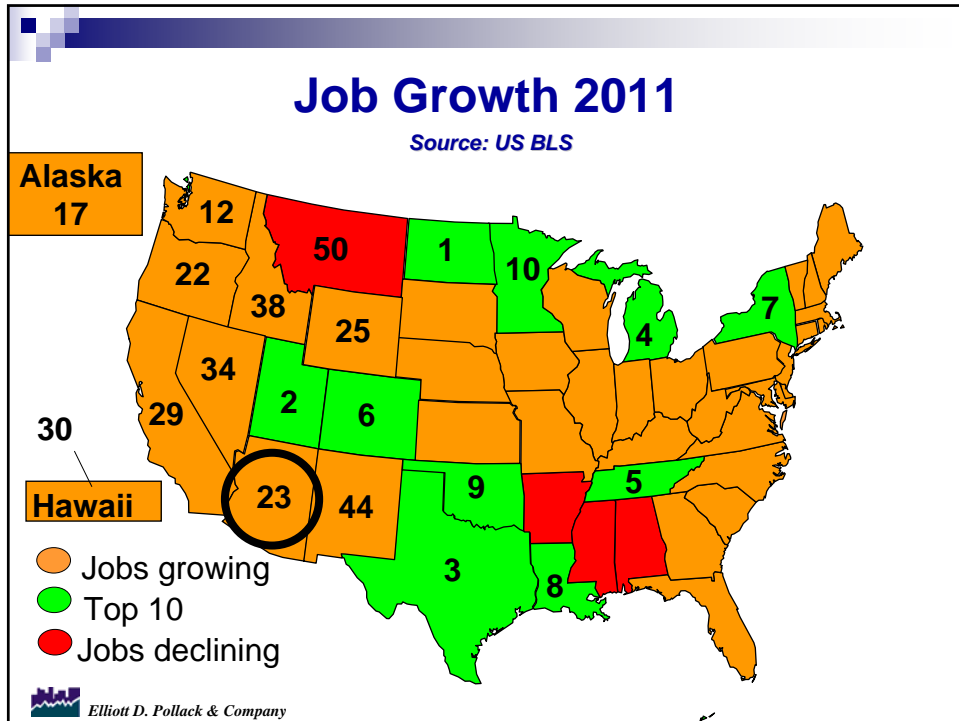 Job Growth 2011
Source: US BLS
Alaska
17
12
50
1
10
22
38
25
4
7
34
2
6
29
30
9
5
23
44
Hawaii
3
8
Jobs growing
Top 10
Jobs declining
Elliott D. Pollack & Company